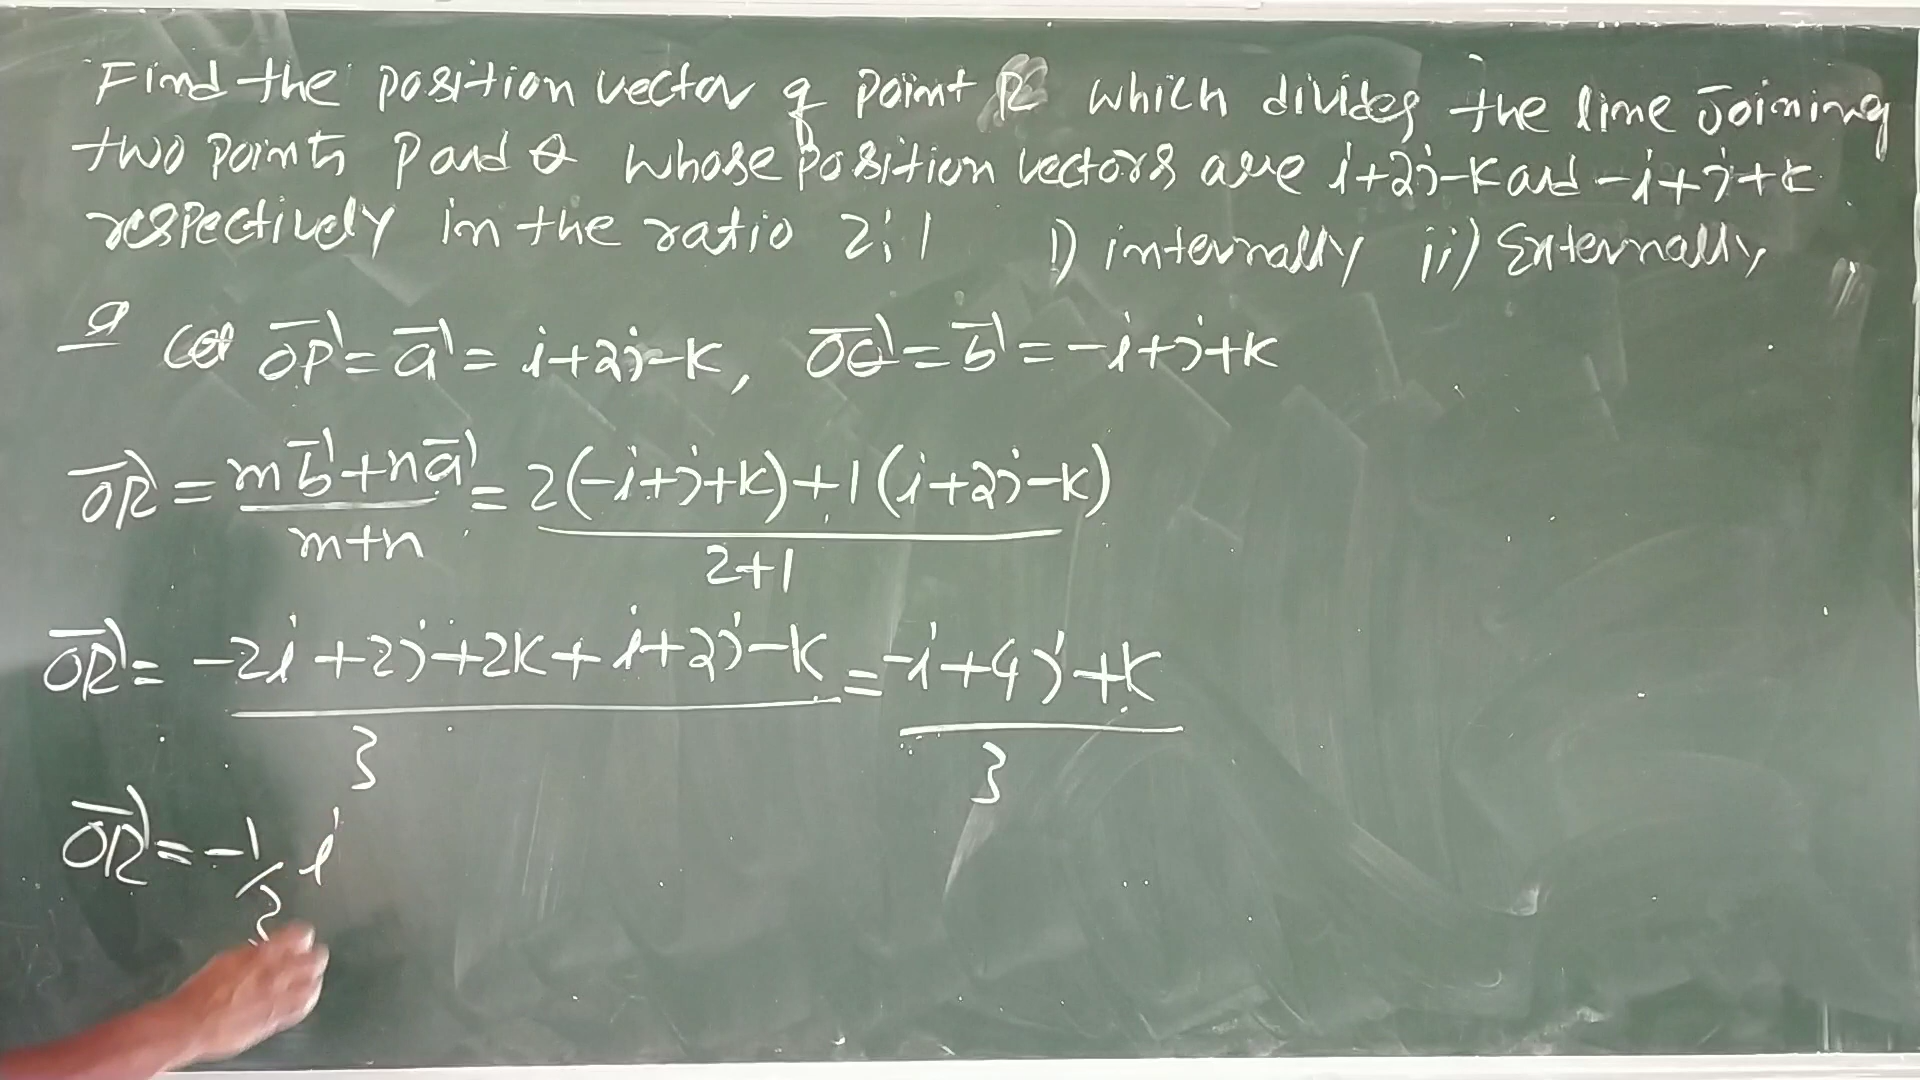 Find the position vector of point R which divides the line Joining
two points P and Q whose position vectors are i+2j-k and -i+j+k
respectively in the ratio 2:1 i) internally ii) Externally
Let OP = a = i+2j-k, OQ = b = -i+j+k
OR = mb+na / m+n = 2(-i+j+k)+1(i+2j-k) / 2+1
OR = -2i+2j+2k+i+2j-k / 3 = -i+4j+k / 3
OR = -1/3 i